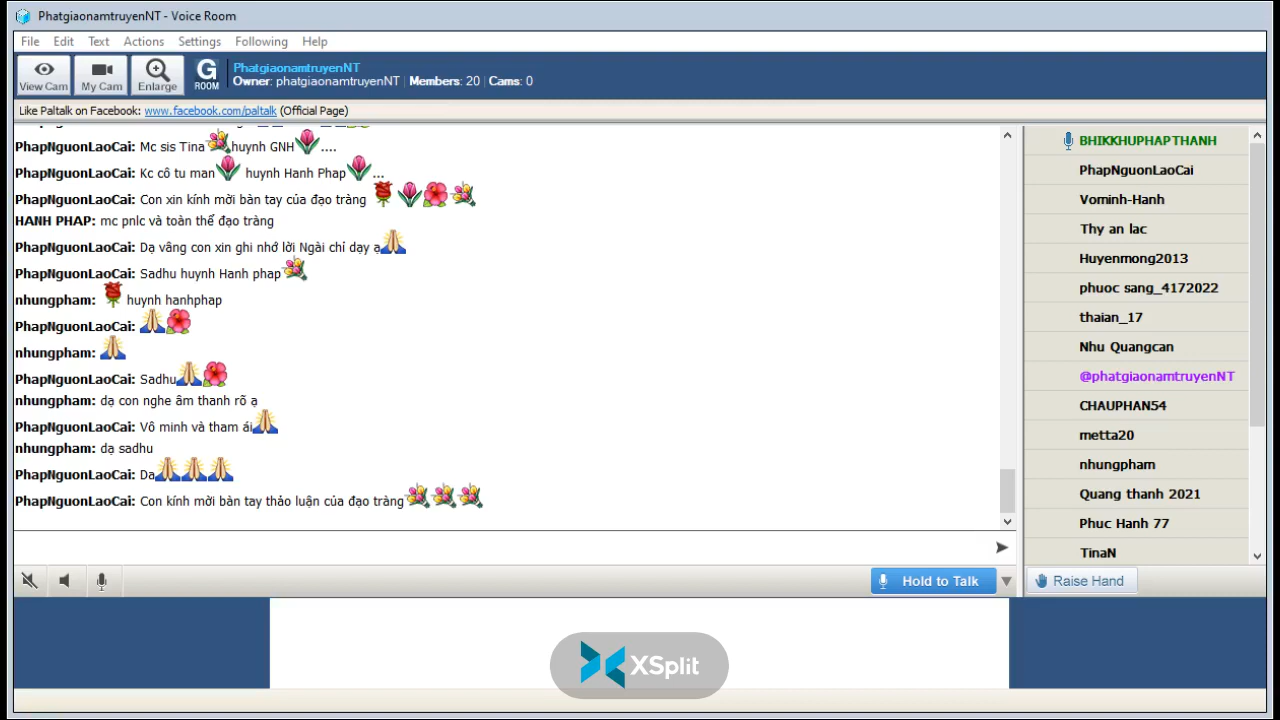 PhatgiaonamtruyenNT - Voice Room
File Edit Text Actions Settings Following Help
View Cam My Cam Enlarge G ROOM
PhatgiaonamtruyenNT
Owner: phatgiaonamtruyenNT Members: 20 Cams: 0
Like Paltalk on Facebook: www.facebook.com/paltalk (Official Page)
PhapNguonLaoCai: Mc sis Tina huynh GNH ....
PhapNguonLaoCai: Kc cô tu man huynh Hanh Phap ...
PhapNguonLaoCai: Con xin kính mời bàn tay của đạo tràng
HANH PHAP: mc pnlc và toàn thể đạo tràng
PhapNguonLaoCai: Dạ vâng con xin ghi nhớ lời Ngài chỉ dạy ạ
PhapNguonLaoCai: Sadhu huynh Hanh phap
nhungpham: huynh hanhphap
PhapNguonLaoCai:
nhungpham:
PhapNguonLaoCai: Sadhu
nhungpham: dạ con nghe âm thanh rõ ạ
PhapNguonLaoCai: Vô minh và tham ái
nhungpham: dạ sadhu
PhapNguonLaoCai: Da
PhapNguonLaoCai: Con kính mời bàn tay thảo luận của đạo tràng
BHIKKHUPHAPTHANH
PhapNguonLaoCai
Vominh-Hanh
Thy an lac
Huyenmong2013
phuoc sang_4172022
thaian_17
Nhu Quangcan
@phatgiaonamtruyenNT
CHAUPHAN54
metta20
nhungpham
Quang thanh 2021
Phuc Hanh 77
TinaN
Hold to Talk
Raise Hand
XSplit